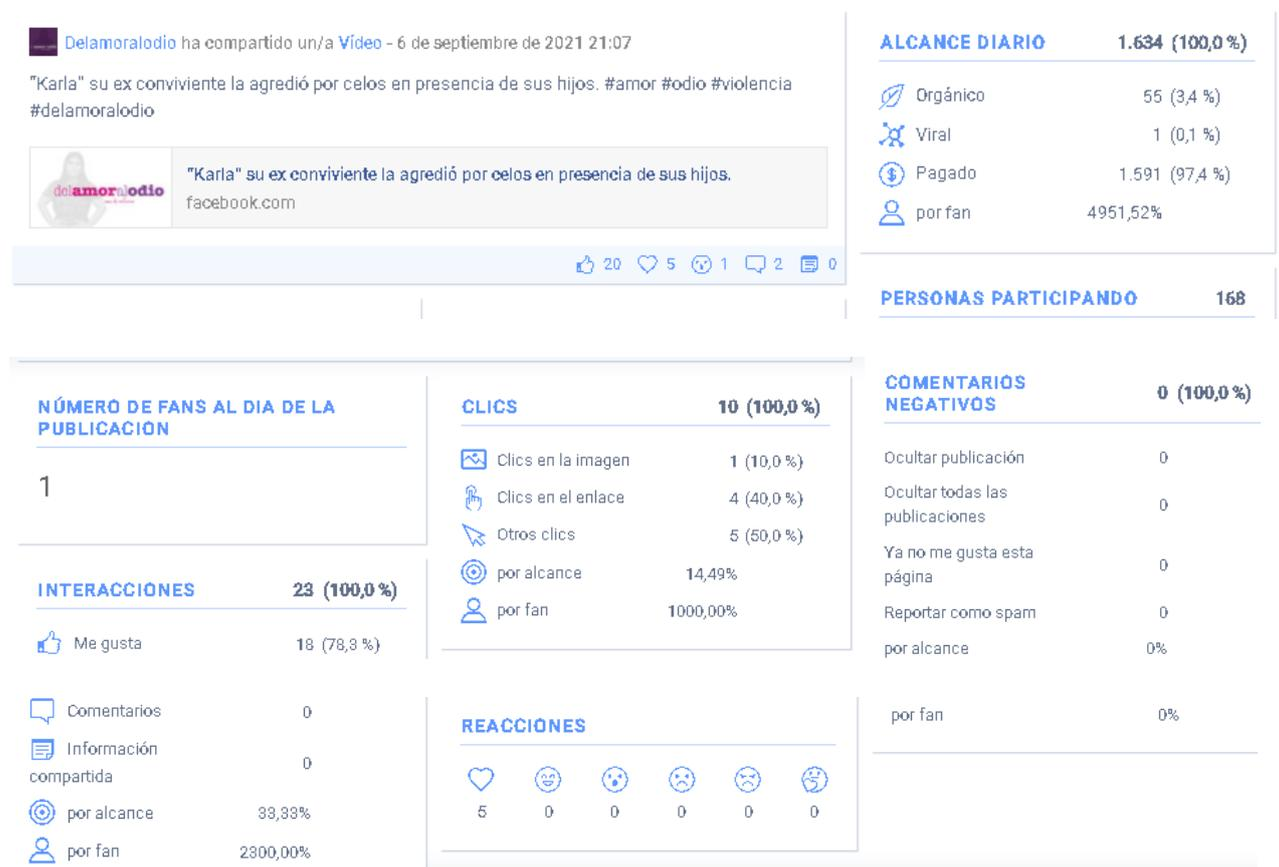 Delamoralodio ha compartido un/a Vídeo - 6 de septiembre de 2021 21:07
"Karla" su ex conviviente la agredió por celos en presencia de sus hijos. #amor #odio #violencia
#delamoralodio
delamoralodio
"Karla" su ex conviviente la agredió por celos en presencia de sus hijos.
facebook.com
20 5 1 2 0
ALCANCE DIARIO 1.634 (100,0 %)
Orgánico 55 (3,4 %)
Viral 1 (0,1 %)
Pagado 1.591 (97,4 %)
por fan 4951,52%
PERSONAS PARTICIPANDO 168
NÚMERO DE FANS AL DIA DE LA
PUBLICACION
1
INTERACCIONES 23 (100,0 %)
Me gusta 18 (78,3 %)
Comentarios 0
Información
compartida 0
por alcance 33,33%
por fan 2300,00%
CLICS 10 (100,0 %)
Clics en la imagen 1 (10,0 %)
Clics en el enlace 4 (40,0 %)
Otros clics 5 (50,0 %)
por alcance 14,49%
por fan 1000,00%
REACCIONES
5 0 0 0 0 0
COMENTARIOS
NEGATIVOS 0 (100,0 %)
Ocultar publicación 0
Ocultar todas las
publicaciones 0
Ya no me gusta esta
página 0
Reportar como spam 0
por alcance 0%
por fan 0%